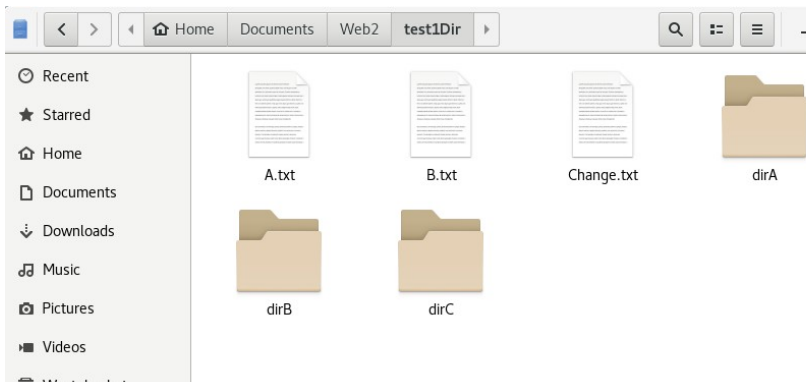 Home Documents Web2 test1Dir
Recent
Starred
Home
Documents
Downloads
Music
Pictures
Videos
A.txt B.txt Change.txt dirA
dirB dirC